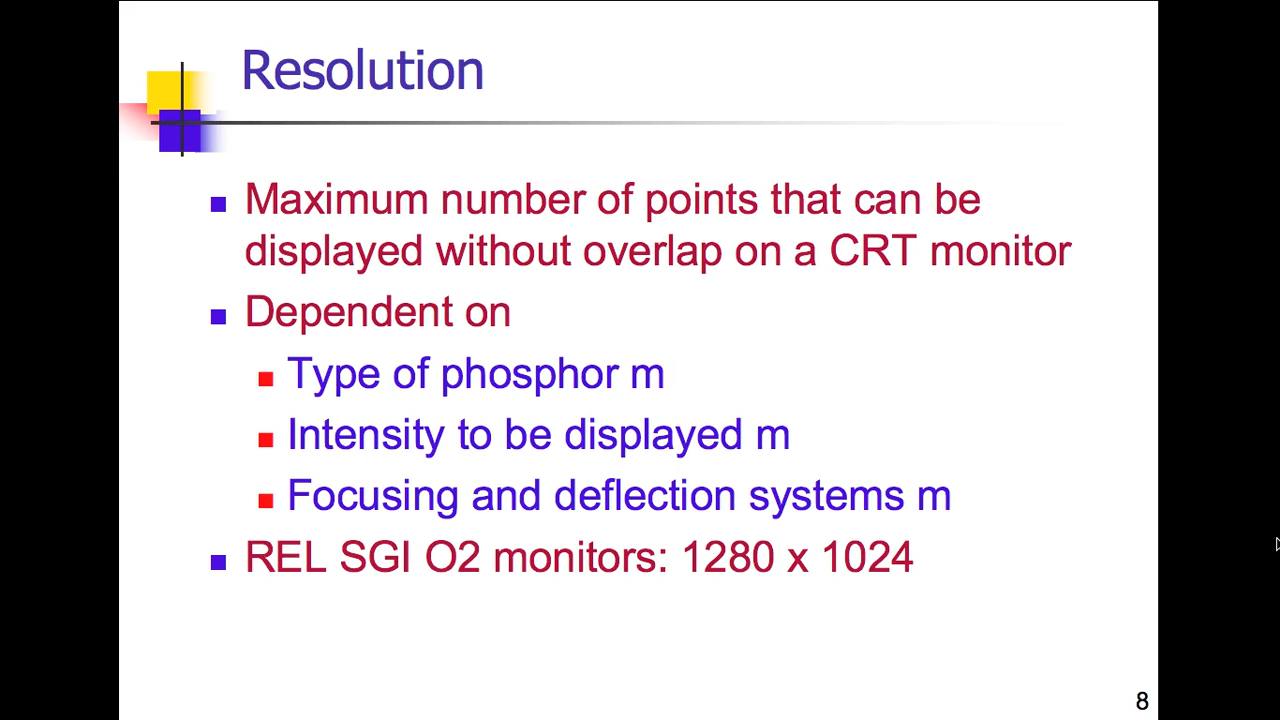 Resolution
Maximum number of points that can be
displayed without overlap on a CRT monitor
Dependent on
Type of phosphor m
Intensity to be displayed m
Focusing and deflection systems m
REL SGI O2 monitors: 1280 x 1024
8